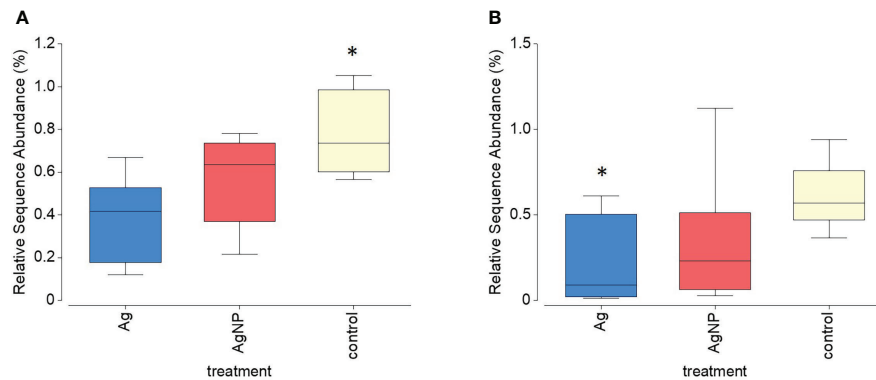 A
Relative Sequence Abundance (%)
1.2
1.0
0.8
0.6
0.4
0.2
0
*
Ag
AgNP
control
treatment
B
Relative Sequence Abundance (%)
1.5
1.0
0.5
0
*
Ag
AgNP
control
treatment